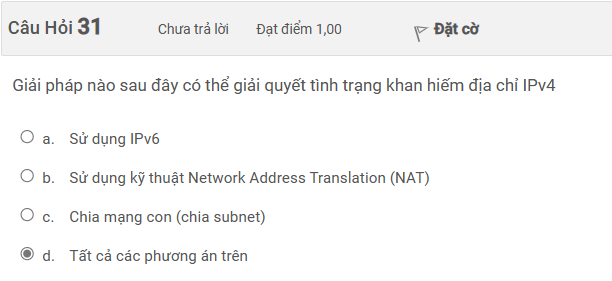 Câu Hỏi 31 Chưa trả lời Đạt điểm 1,00 Đặt cờ
Giải pháp nào sau đây có thể giải quyết tình trạng khan hiếm địa chỉ IPv4
a. Sử dụng IPv6
b. Sử dụng kỹ thuật Network Address Translation (NAT)
c. Chia mạng con (chia subnet)
d. Tất cả các phương án trên